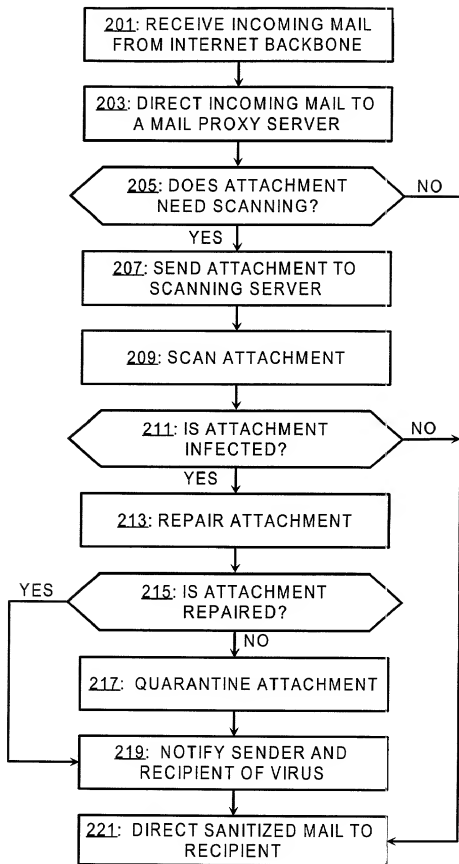 201: RECEIVE INCOMING MAIL
FROM INTERNET BACKBONE
203: DIRECT INCOMING MAIL TO
A MAIL PROXY SERVER
205: DOES ATTACHMENT
NEED SCANNING?
NO
YES
207: SEND ATTACHMENT TO
SCANNING SERVER
209: SCAN ATTACHMENT
211: IS ATTACHMENT
INFECTED?
NO
YES
213: REPAIR ATTACHMENT
YES
215: IS ATTACHMENT
REPAIRED?
NO
217: QUARANTINE ATTACHMENT
219: NOTIFY SENDER AND
RECIPIENT OF VIRUS
221: DIRECT SANITIZED MAIL TO
RECIPIENT